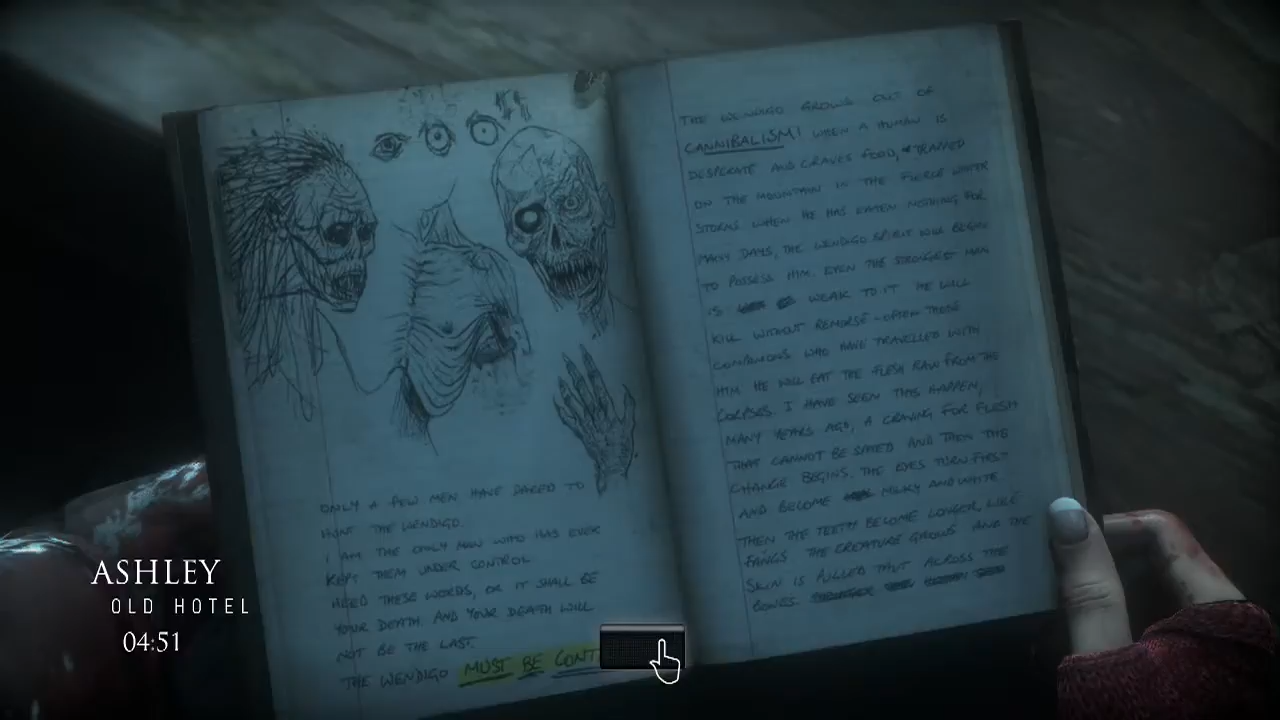 ONLY A FEW MEN HAVE DARED TO
HUNT THE WENDIGO.
I AM THE ONLY MAN WHO HAS EVER
KEPT THEM UNDER CONTROL
HEED THESE WORDS, OR IT SHALL BE
YOUR DEATH. AND YOUR DEATH WILL
NOT BE THE LAST.
THE WENDIGO MUST BE CONT
THE WENDIGO GROWS OUT OF
CANNIBALISM! WHEN A HUMAN IS
DESPERATE AND CRAVES FOOD, TRAPPED
ON THE MOUNTAIN IN THE FIERCE WINTER
STORMS. WHEN HE HAS EATEN NOTHING FOR
MANY DAYS, THE WENDIGO SPIRIT WILL BEGIN
TO POSSESS HIM. EVEN THE STRONGEST MAN
IS WEAK TO IT. HE WILL
KILL WITHOUT REMORSE - OFTEN THOSE
COMPANIONS WHO HAVE TRAVELLED WITH
HIM. HE WILL EAT THE FLESH RAW FROM THE
CORPSES. I HAVE SEEN THIS HAPPEN,
MANY YEARS AGO, A CRAVING FOR FLESH
THAT CANNOT BE SATED. AND THEN THE
CHANGE BEGINS. THE EYES TURN FIRST
AND BECOME MILKY AND WHITE.
THEN THE TEETH BECOME LONGER, LIKE
FANGS. THE CREATURE GROWS AND THE
SKIN IS PULLED TAUT ACROSS THE
BONES.
ASHLEY
OLD HOTEL
04:51